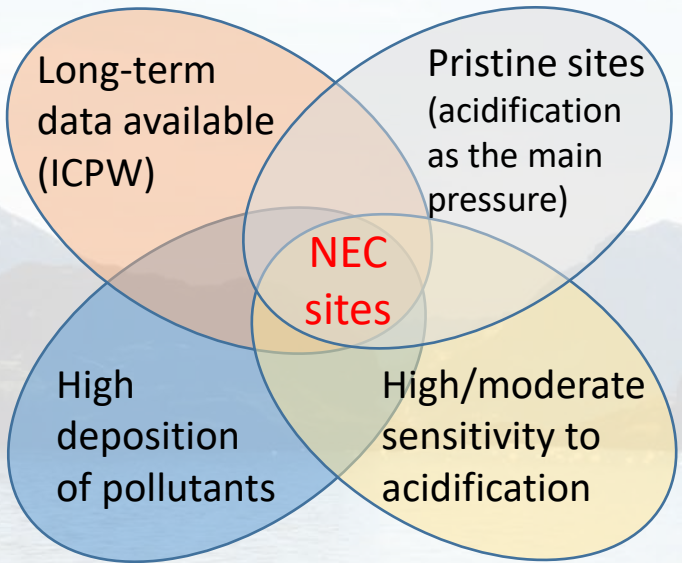 Long-term
data available
(ICPW)
Pristine sites
(acidification
as the main
pressure)
NEC
sites
High
deposition
of pollutants
High/moderate
sensitivity to
acidification